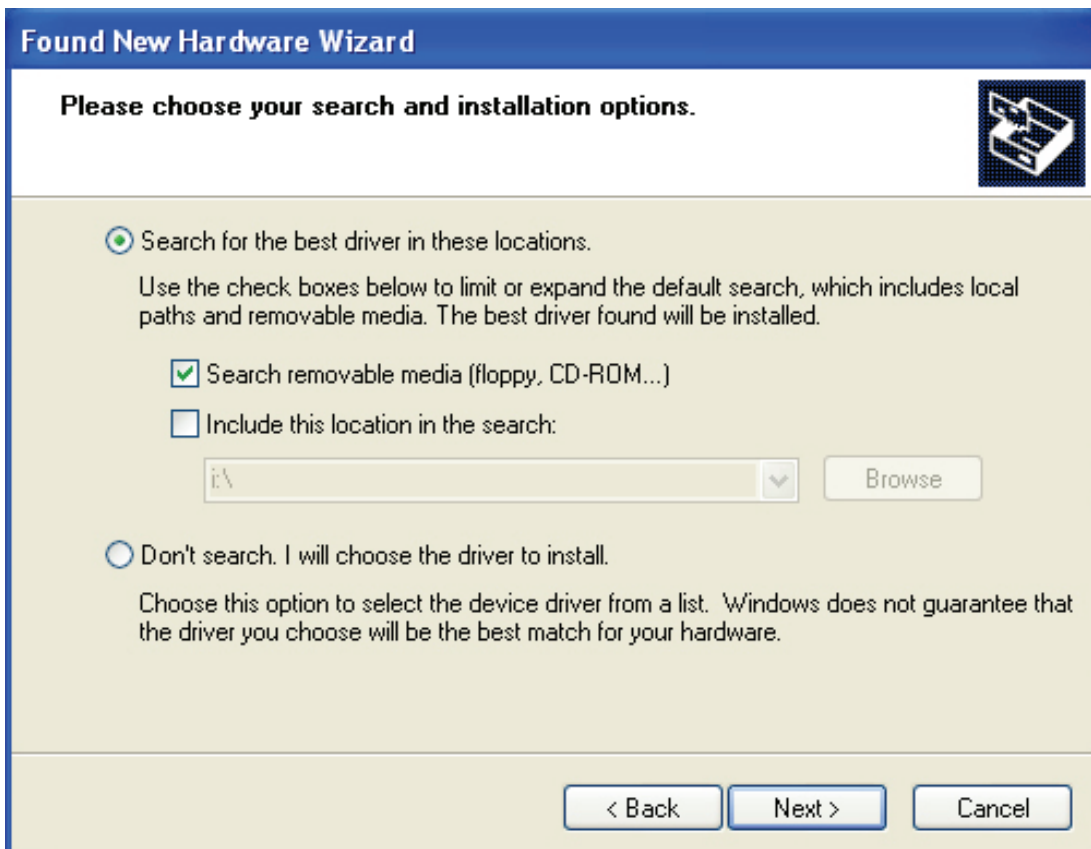 Found New Hardware Wizard
Please choose your search and installation options.
Search for the best driver in these locations.
Use the check boxes below to limit or expand the default search, which includes local
paths and removable media. The best driver found will be installed.
Search removable media (floppy, CD-ROM...)
Include this location in the search:
i:\
Browse
Don't search. I will choose the driver to install.
Choose this option to select the device driver from a list. Windows does not guarantee that
the driver you choose will be the best match for your hardware.
< Back
Next >
Cancel